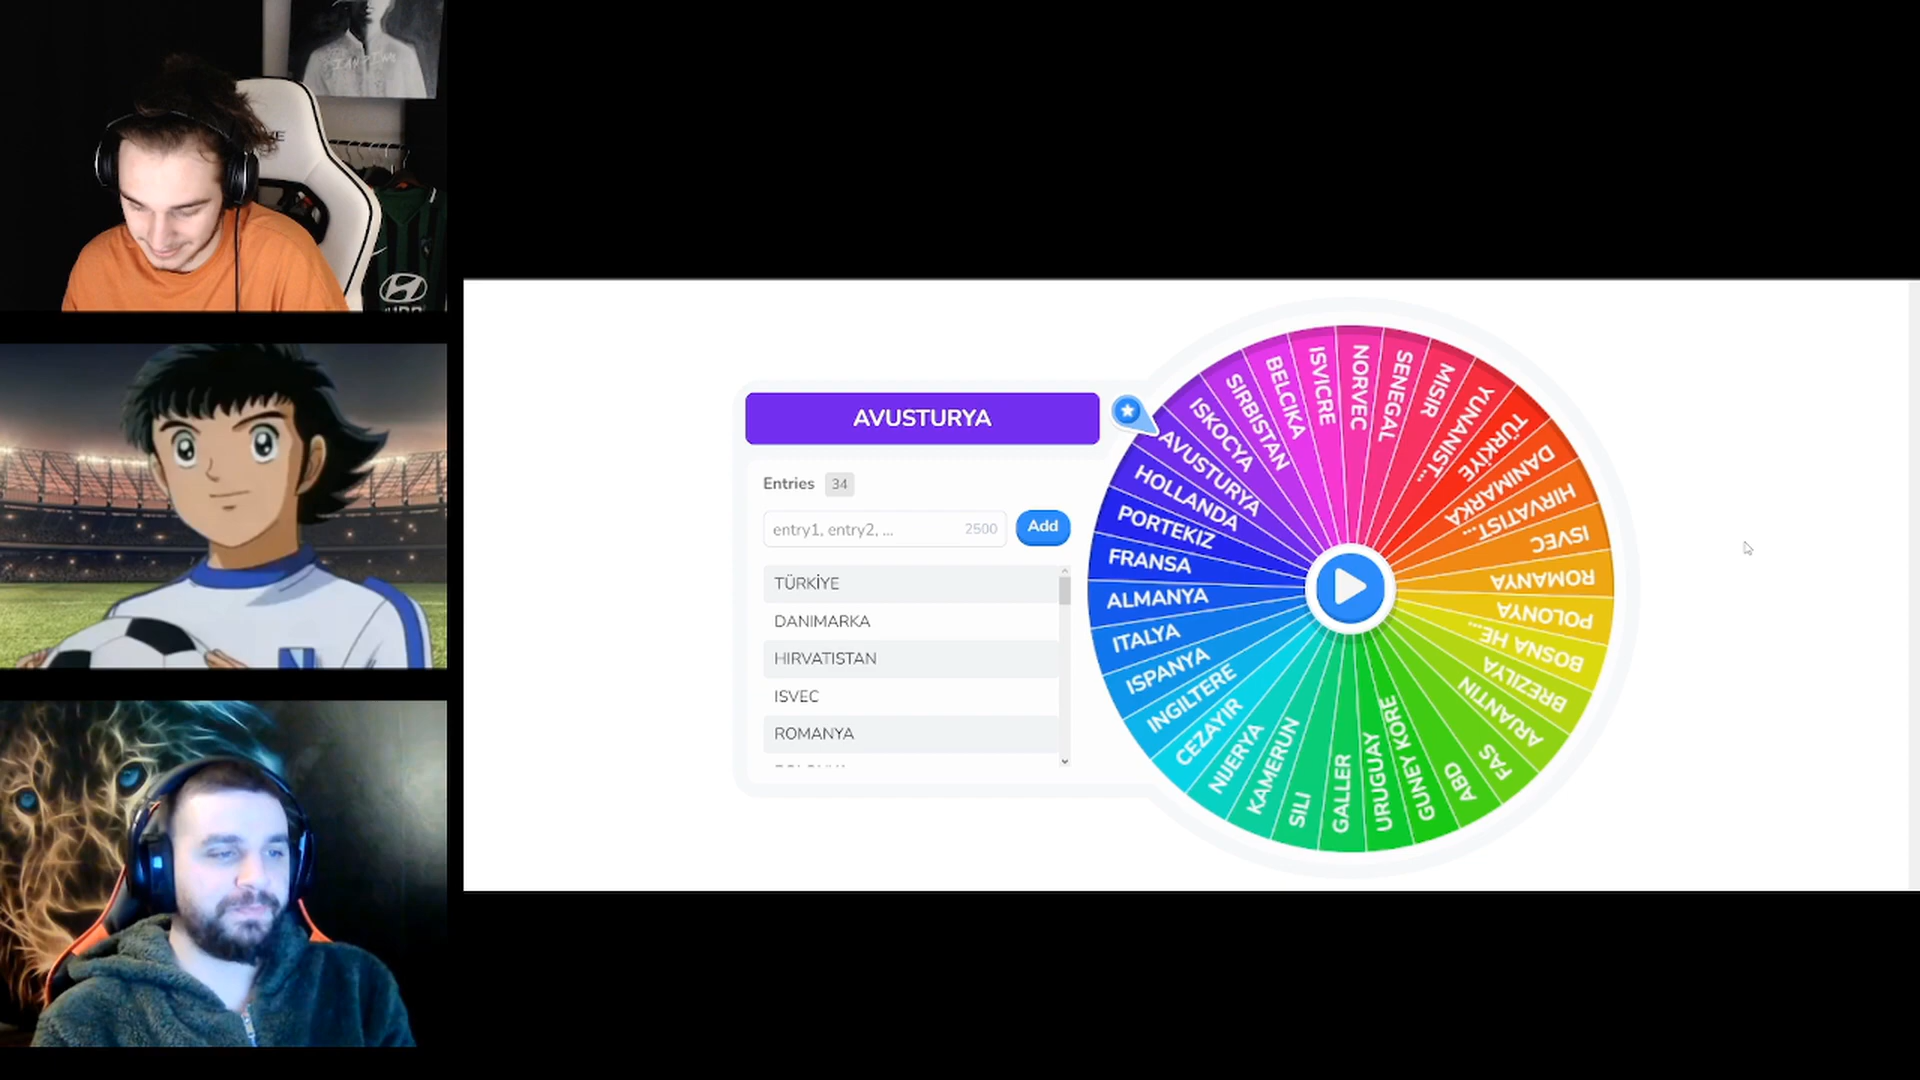 AVUSTURYA
Entries 34
entry1, entry2, ... 2500
Add
TÜRKİYE
DANIMARKA
HIRVATISTAN
ISVEC
ROMANYA
NORVEC
SENEGAL
MISIR
YUNANIST...
TÜRKİYE
DANIMARKA
HIRVATIST...
ISVEC
ROMANYA
POLONYA
BOSNA HE...
BREZILYA
ARJANTIN
FAS
ABD
GUNEY KORE
URUGUAY
GALLER
SILI
KAMERUN
NIJERYA
CEZAYIR
INGILTERE
ISPANYA
ITALYA
ALMANYA
FRANSA
PORTEKIZ
HOLLANDA
AVUSTURYA
ISKOCYA
SIRBISTAN
BELCIKA
ISVICRE